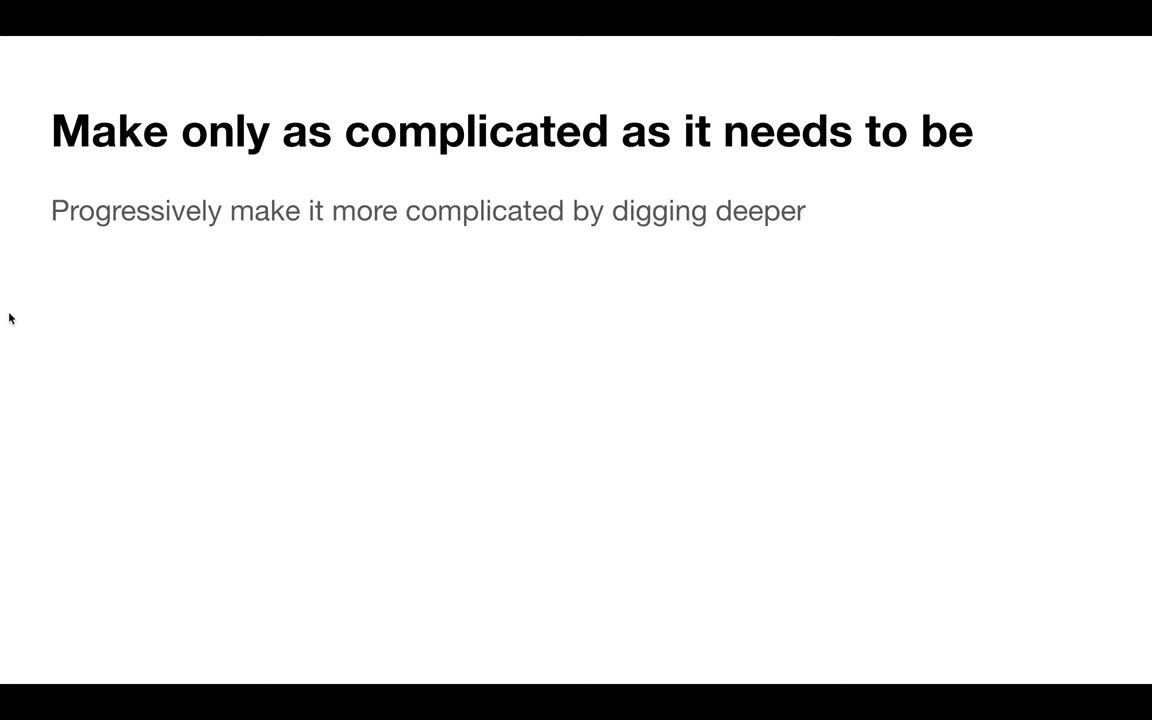 Make only as complicated as it needs to be
Progressively make it more complicated by digging deeper